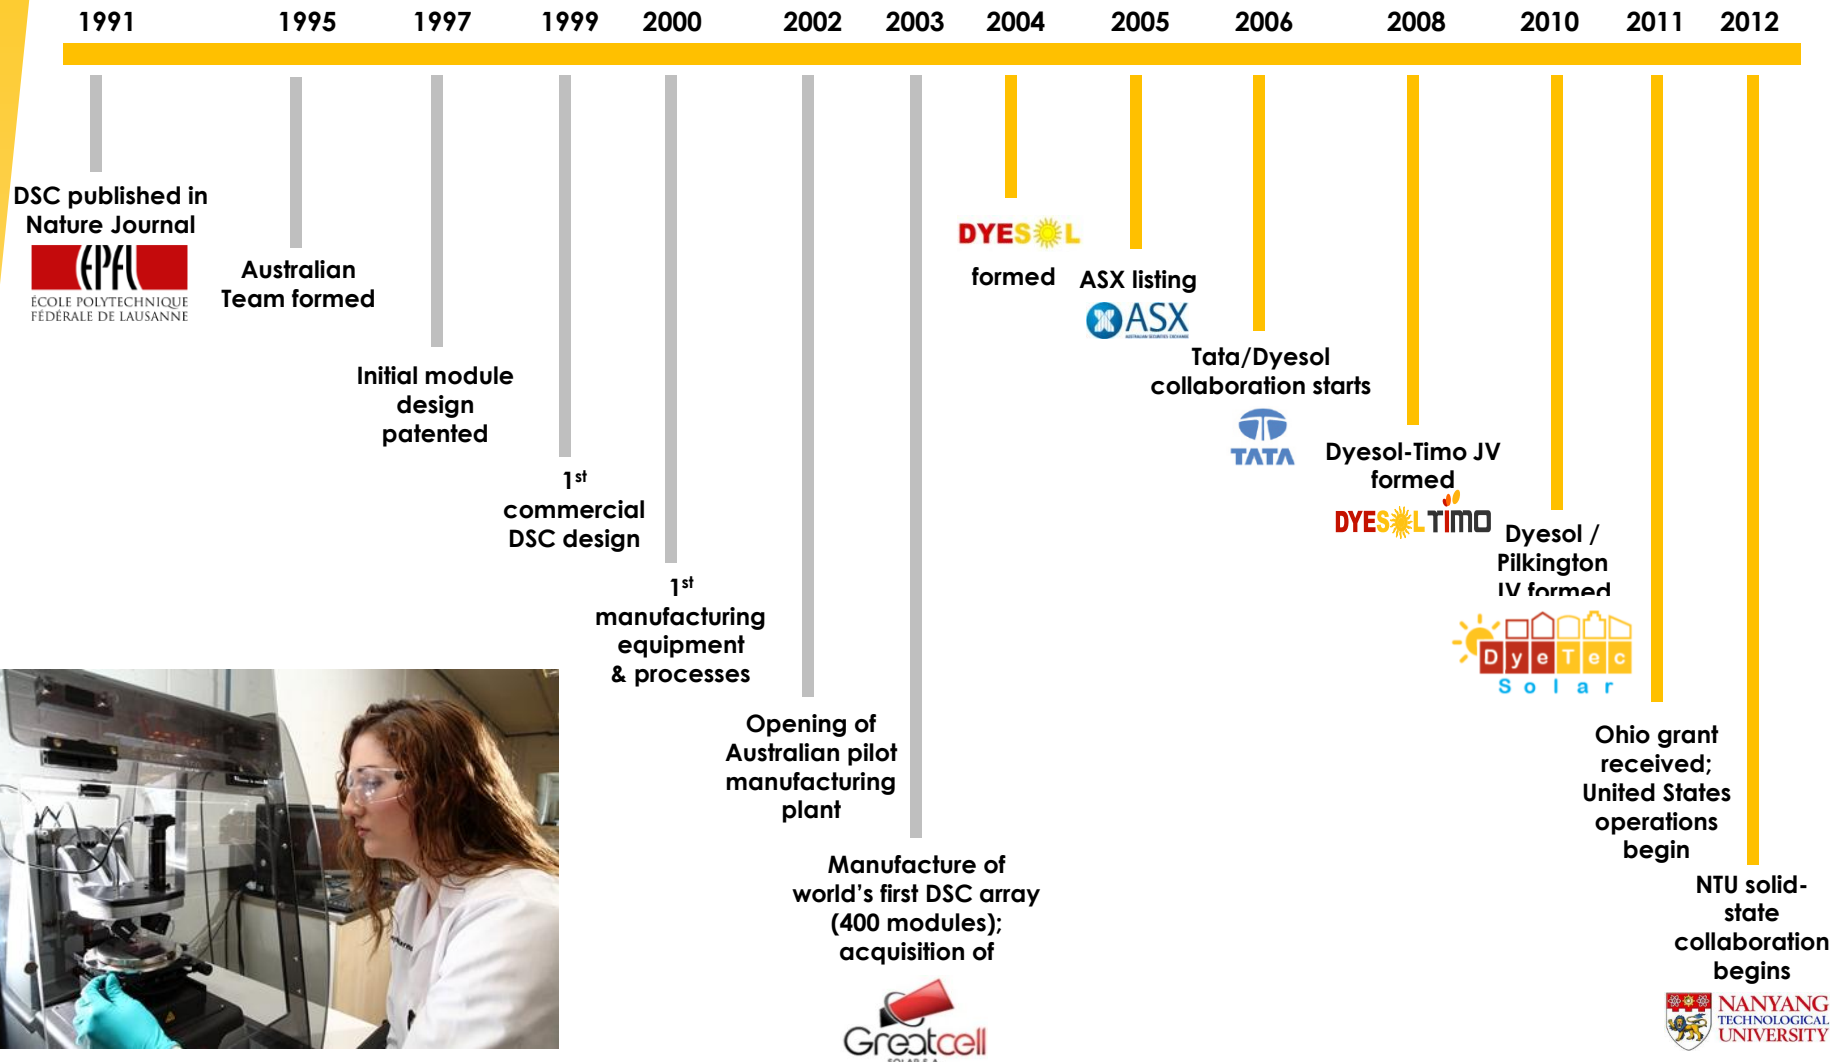 1991 1995 1997 1999 2000 2002 2003 2004 2005 2006 2008 2010 2011 2012
DSC published in
Nature Journal
EPFL
ÉCOLE POLYTECHNIQUE
FÉDÉRALE DE LAUSANNE
Australian
Team formed
Initial module
design
patented
1st
commercial
DSC design
1st
manufacturing
equipment
& processes
Opening of
Australian pilot
manufacturing
plant
Manufacture of
world's first DSC array
(400 modules);
acquisition of
Greatcell
SOLAR S.A.
DYESOL
formed
ASX listing
ASX
AUSTRALIAN SECURITIES EXCHANGE
Tata/Dyesol
collaboration starts
TATA
Dyesol-Timo JV
formed
DYESOL TIMO
Dyesol /
Pilkington
JV formed
DyeTec
Solar
Ohio grant
received;
United States
operations
begin
NTU solid-
state
collaboration
begins
NANYANG
TECHNOLOGICAL
UNIVERSITY